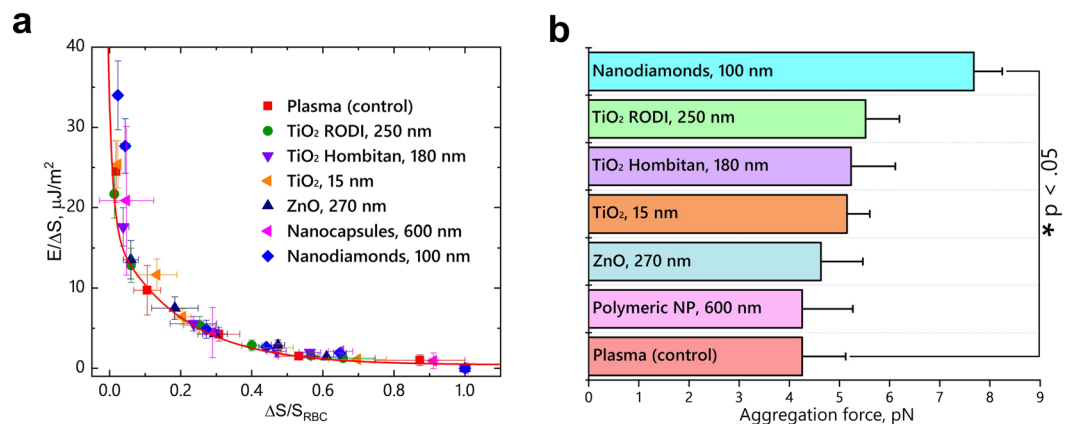 a
E/ΔS, μJ/m²
40
30
20
10
0
0.0 0.2 0.4 0.6 0.8 1.0
ΔS/S_RBC
Plasma (control)
TiO₂ RODI, 250 nm
TiO₂ Hombitan, 180 nm
TiO₂, 15 nm
ZnO, 270 nm
Nanocapsules, 600 nm
Nanodiamonds, 100 nm
b
Nanodiamonds, 100 nm
TiO₂ RODI, 250 nm
TiO₂ Hombitan, 180 nm
TiO₂, 15 nm
ZnO, 270 nm
Polymeric NP, 600 nm
Plasma (control)
0 1 2 3 4 5 6 7 8 9
Aggregation force, pN
* p < .05